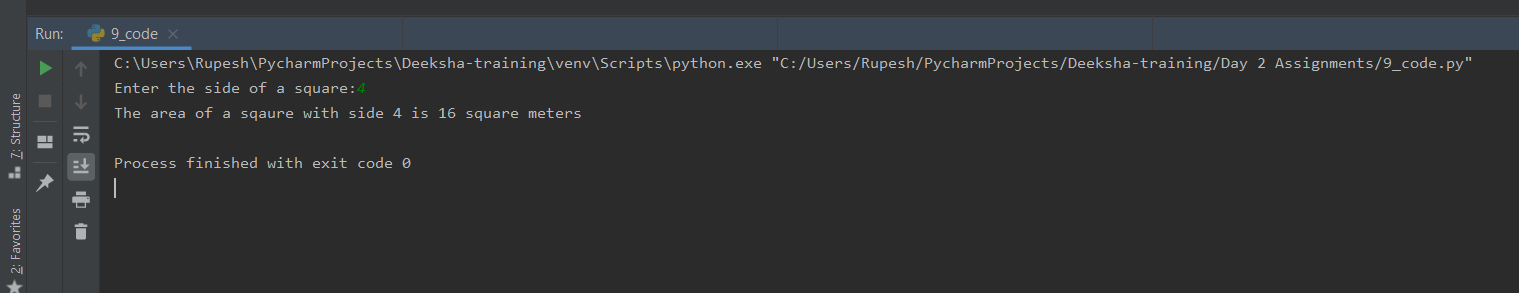 Run: 9_code
C:\Users\Rupesh\PycharmProjects\Deeksha-training\venv\Scripts\python.exe "C:/Users/Rupesh/PycharmProjects/Deeksha-training/Day 2 Assignments/9_code.py"
Enter the side of a square:4
The area of a sqaure with side 4 is 16 square meters
Process finished with exit code 0
7: Structure
2: Favorites